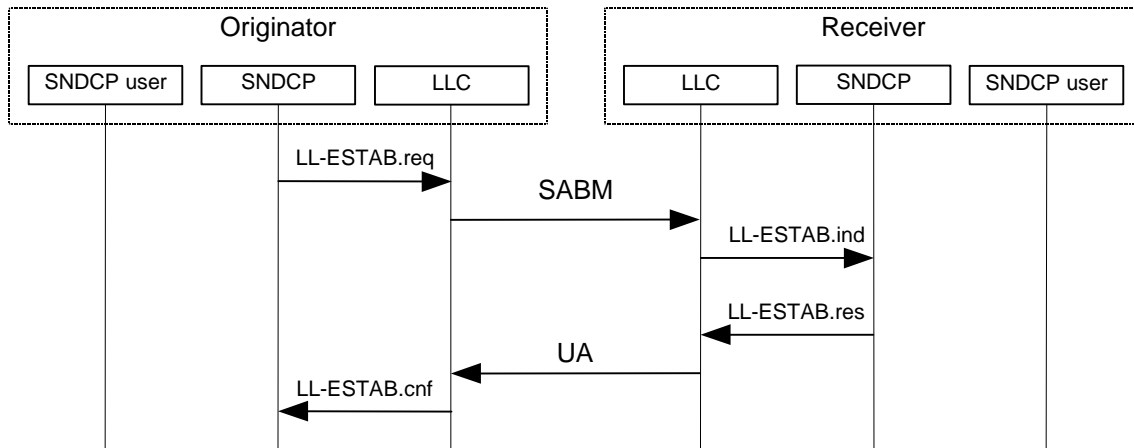 Originator
Receiver
SNDCP user
SNDCP
LLC
LLC
SNDCP
SNDCP user
LL-ESTAB.req
SABM
LL-ESTAB.ind
LL-ESTAB.res
UA
LL-ESTAB.cnf